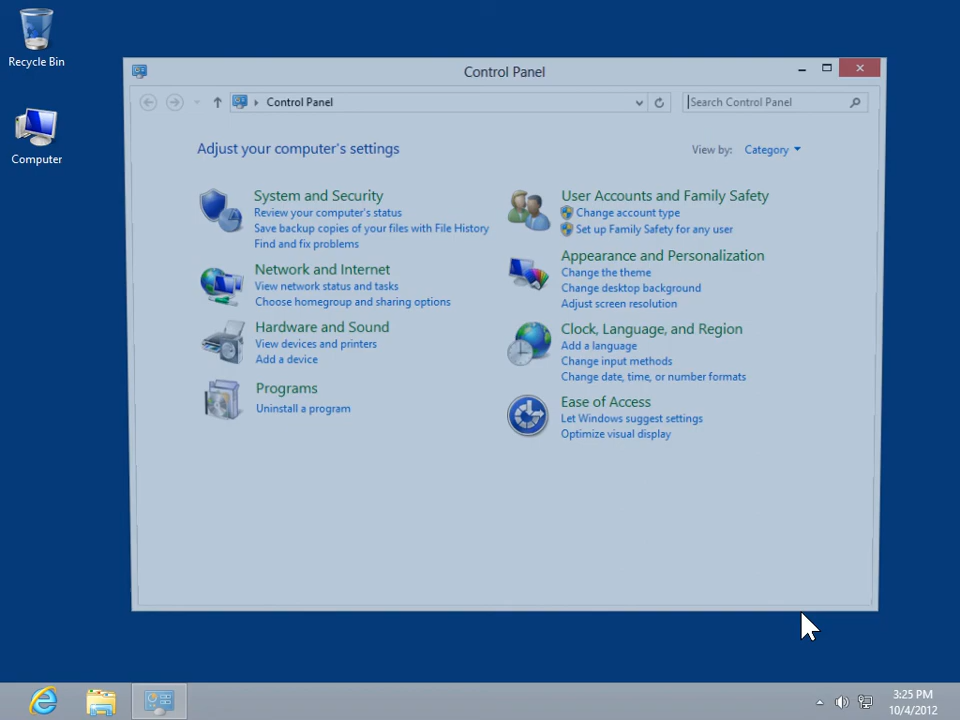 Recycle Bin
Computer
Control Panel
Control Panel
Search Control Panel
Adjust your computer's settings
View by: Category
System and Security
Review your computer's status
Save backup copies of your files with File History
Find and fix problems
Network and Internet
View network status and tasks
Choose homegroup and sharing options
Hardware and Sound
View devices and printers
Add a device
Programs
Uninstall a program
User Accounts and Family Safety
Change account type
Set up Family Safety for any user
Appearance and Personalization
Change the theme
Change desktop background
Adjust screen resolution
Clock, Language, and Region
Add a language
Change input methods
Change date, time, or number formats
Ease of Access
Let Windows suggest settings
Optimize visual display
3:25 PM
10/4/2012